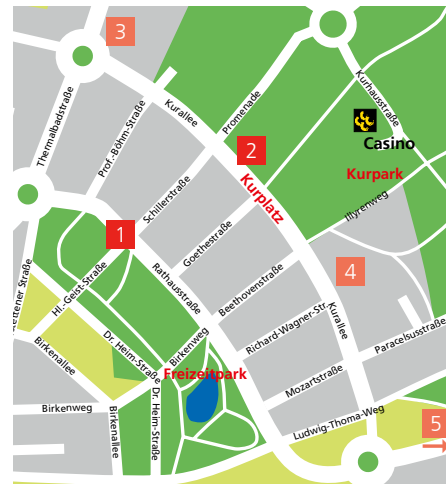 3
Kurallee
Promenade
Kurhausstraße
Thermalbadstraße
Prof.-Böhm-Straße
Casino
2
Kurpark
Schillerstraße
Kurplatz
Illyrenweg
1
Goethestraße
Rathausstraße
Beethovenstraße
4
Hl.-Geist-Straße
Richard-Wagner-Str.
Kurallee
Birkenallee
Dr. Heim-Straße
Birkenweg
Paracelsusstraße
Freizeitpark
Mozartstraße
Birkenweg
Birkenallee
Dr. Heim-Straße
Ludwig-Thoma-Weg
5